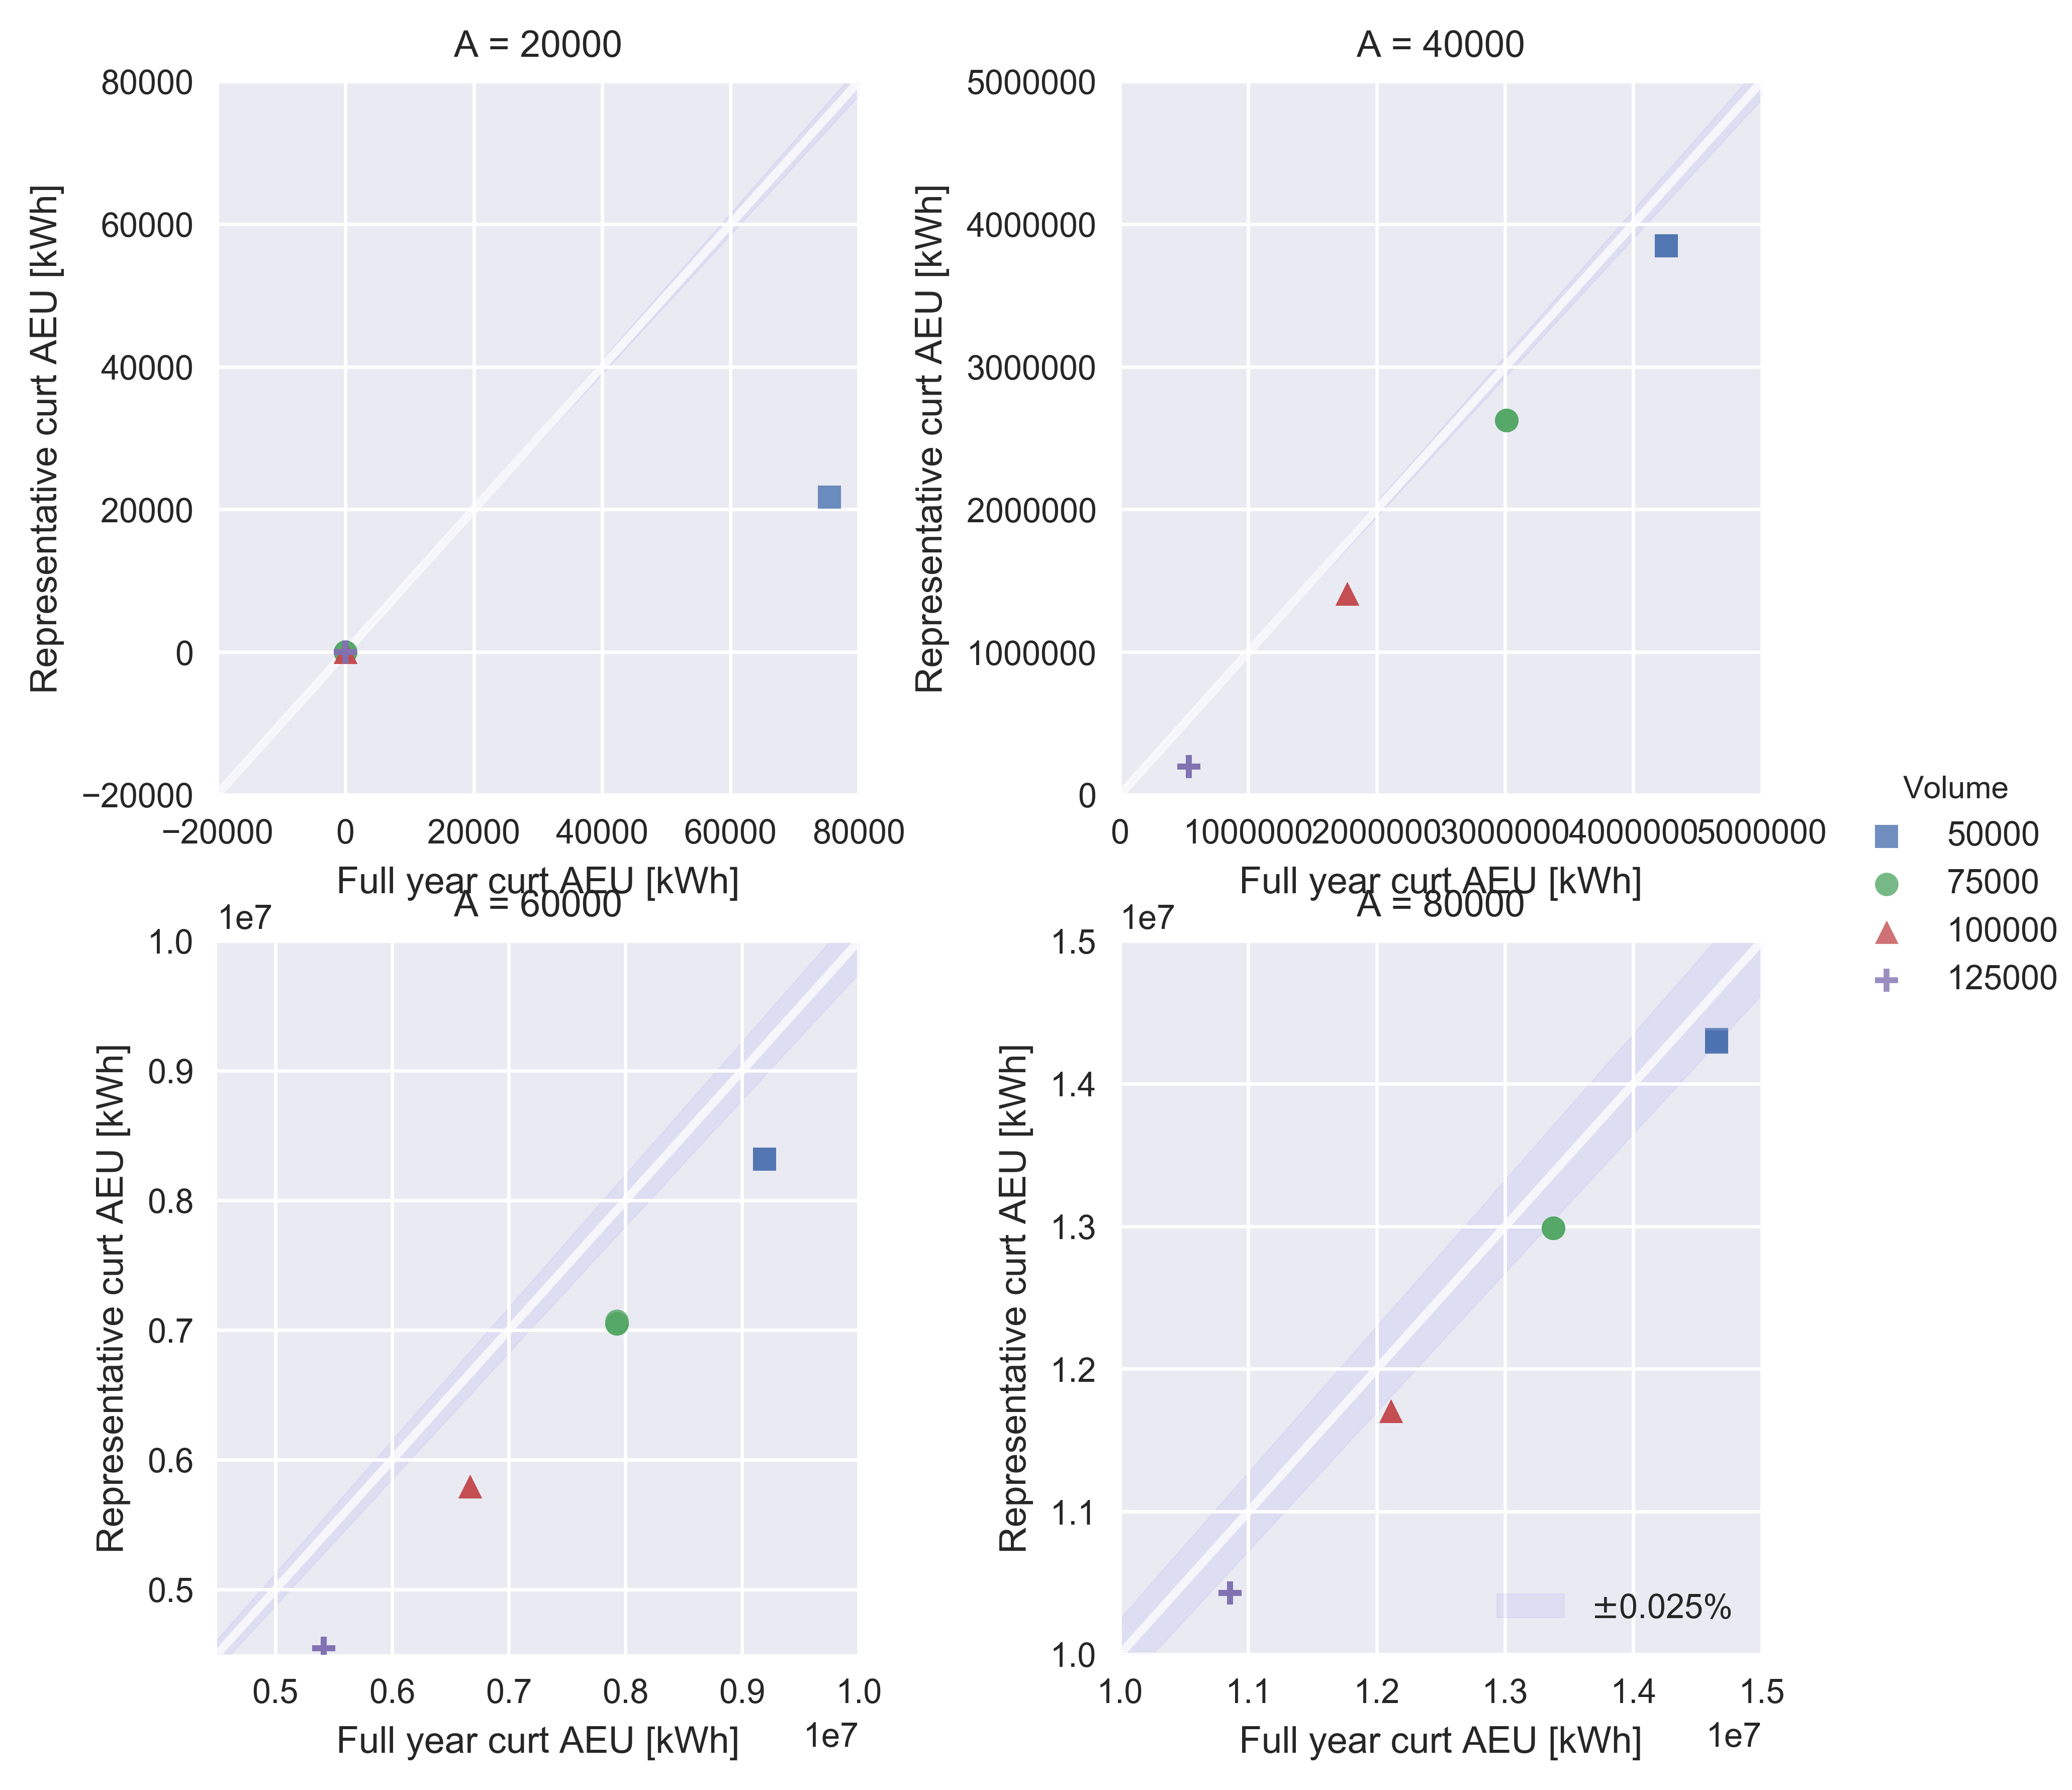 A = 20000
80000
60000
40000
20000
0
−20000
Representative curt AEU [kWh]
−20000 0 20000 40000 60000 80000
Full year curt AEU [kWh]
A = 40000
5000000
4000000
3000000
2000000
1000000
0
Representative curt AEU [kWh]
0 1000000 2000000 3000000 4000000 5000000
Full year curt AEU [kWh]
A = 60000
1e7
1.0
0.9
0.8
0.7
0.6
0.5
Representative curt AEU [kWh]
0.5 0.6 0.7 0.8 0.9 1.0
1e7
Full year curt AEU [kWh]
A = 80000
1e7
1.5
1.4
1.3
1.2
1.1
1.0
Representative curt AEU [kWh]
±0.025%
1.0 1.1 1.2 1.3 1.4 1.5
1e7
Full year curt AEU [kWh]
Volume
50000
75000
100000
125000